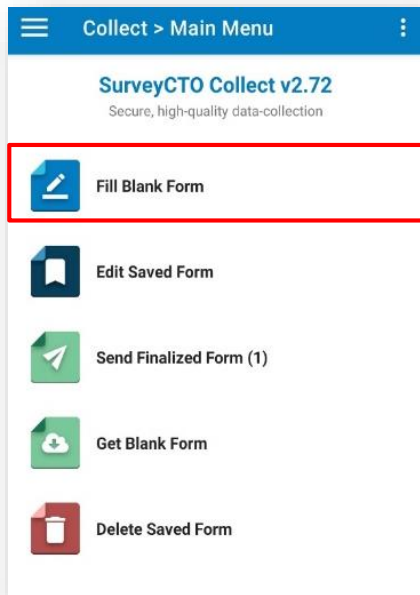 Collect > Main Menu
SurveyCTO Collect v2.72
Secure, high-quality data-collection
Fill Blank Form
Edit Saved Form
Send Finalized Form (1)
Get Blank Form
Delete Saved Form